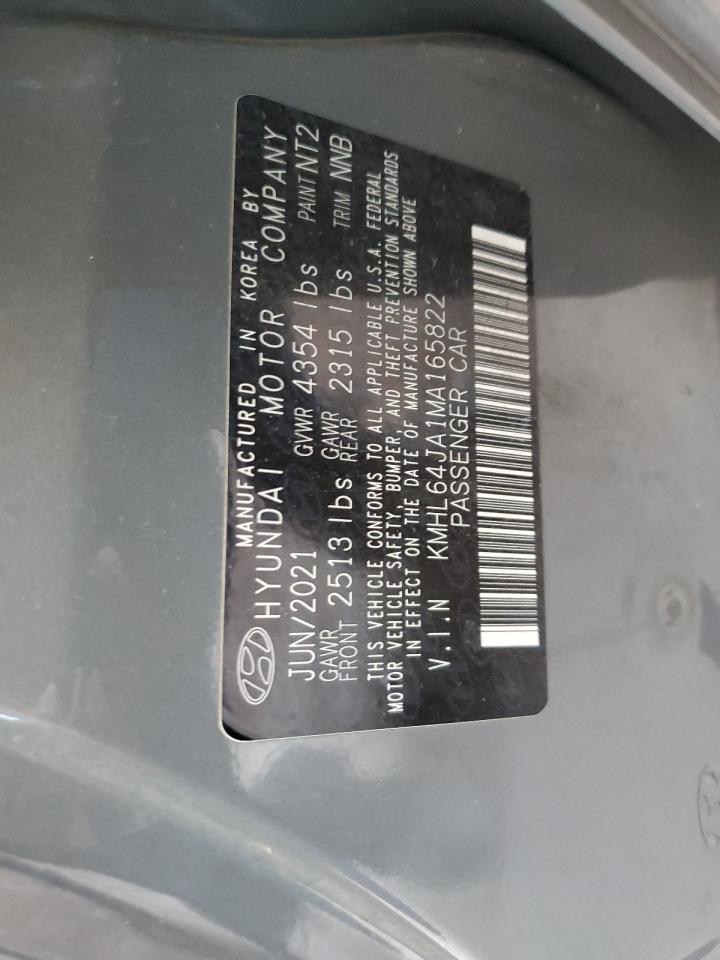 MANUFACTURED IN KOREA BY
HYUNDAI MOTOR COMPANY
JUN/2021 GVWR 4354 lbs PAINT NT2
GAWR FRONT 2513 lbs GAWR REAR 2315 lbs TRIM NNB
THIS VEHICLE CONFORMS TO ALL APPLICABLE U.S.A. FEDERAL
MOTOR VEHICLE SAFETY, BUMPER, AND THEFT PREVENTION STANDARDS
IN EFFECT ON THE DATE OF MANUFACTURE SHOWN ABOVE
V.I.N KMHL64JA1MA165822
PASSENGER CAR